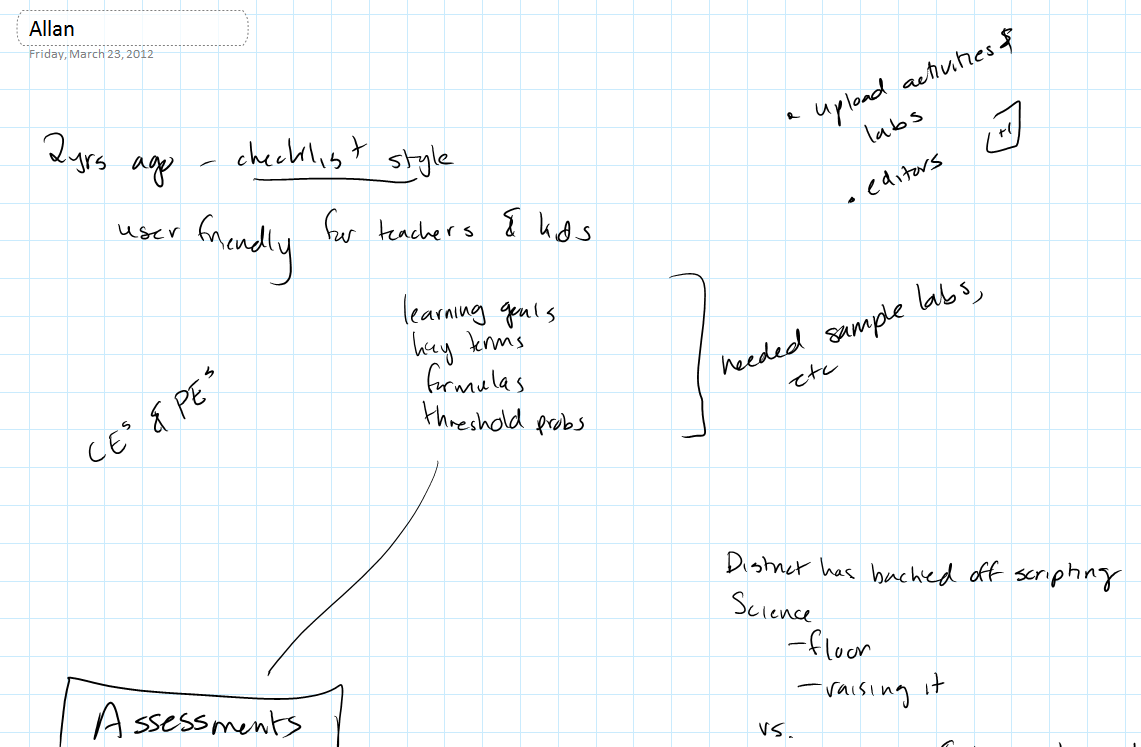 Allan
Friday, March 23, 2012
• upload activities &
labs
+1
• editors
2yrs ago - checklist style
user friendly for teachers & kids
learning goals
key terms
formulas
threshold probs
needed sample labs,
etc
CEs & PEs
District has backed off scripting
Science
- floor
- raising it
vs.
Assessments